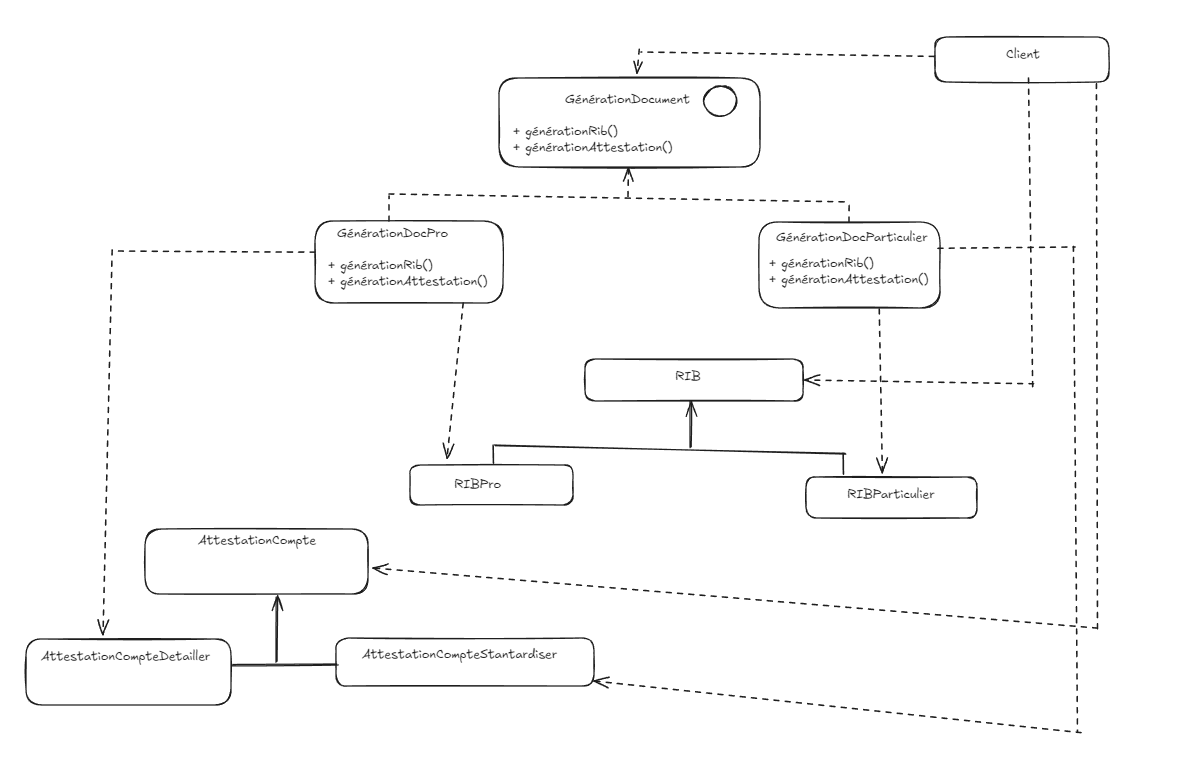 Client
GénérationDocument
+ générationRib()
+ générationAttestation()
GénérationDocPro
+ générationRib()
+ générationAttestation()
GénérationDocParticulier
+ générationRib()
+ générationAttestation()
RIB
RIBPro
RIBParticulier
AttestationCompte
AttestationCompteDetailler
AttestationCompteStantardiser